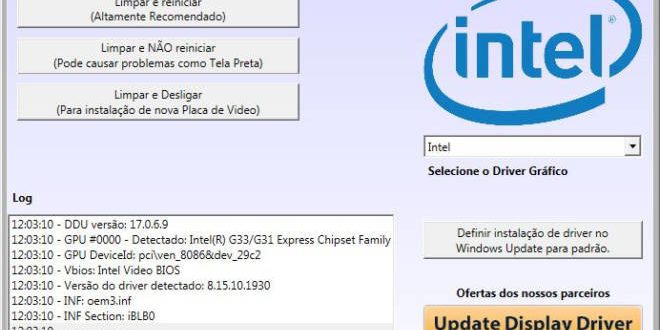 Limpar e reiniciar
(Altamente Recomendado)
Limpar e NÃO reiniciar
(Pode causar problemas como Tela Preta)
Limpar e Desligar
(Para instalação de nova Placa de Video)
intel
Intel
Selecione o Driver Gráfico
Log
12:03:10 - DDU versão: 17.0.6.9
12:03:10 - GPU #0000 - Detectado: Intel(R) G33/G31 Express Chipset Family
12:03:10 - GPU DeviceId: pci\ven_8086&dev_29c2
12:03:10 - Vbios: Intel Video BIOS
12:03:10 - Versão do driver detectado: 8.15.10.1930
12:03:10 - INF: oem3.inf
12:03:10 - INF Section: iBLB0
12:03:10
Definir instalação de driver no
Windows Update para padrão.
Ofertas dos nossos parceiros
Update Display Driver